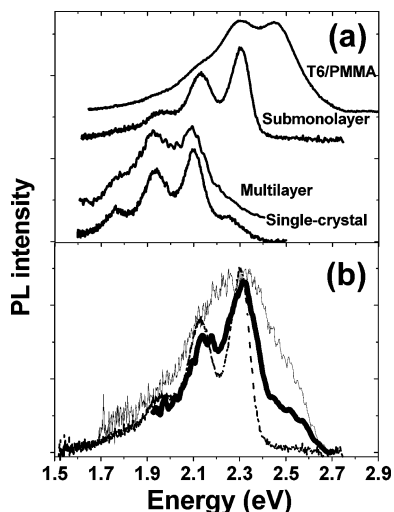 (a)
T6/PMMA
Submonolayer
Multilayer
Single-crystal
PL intensity
(b)
1.5 1.7 1.9 2.1 2.3 2.5 2.7 2.9
Energy (eV)